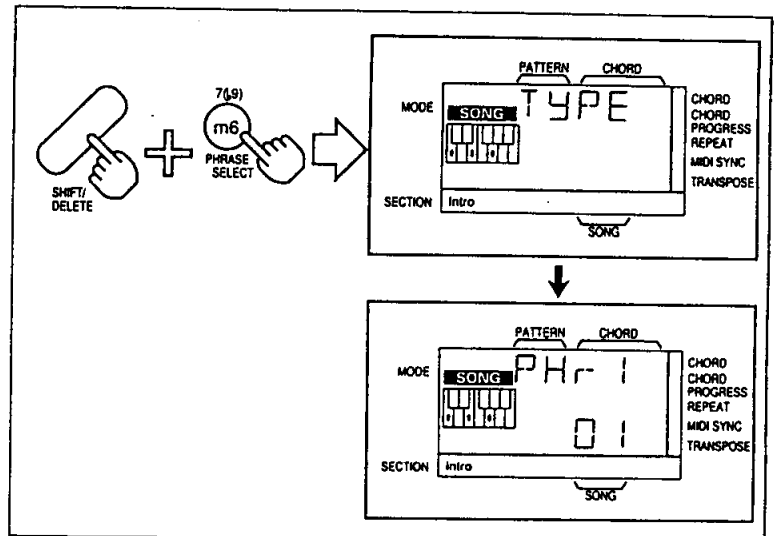 7(♭9)
m6
PHRASE
SELECT
SHIFT/
DELETE
PATTERN CHORD
MODE
SONG
TYPE
CHORD
CHORD
PROGRESS
REPEAT
MIDI SYNC
TRANSPOSE
SECTION Intro
SONG
PATTERN CHORD
MODE
SONG
PHr 1
CHORD
CHORD
PROGRESS
REPEAT
MIDI SYNC
TRANSPOSE
01
SECTION Intro
SONG